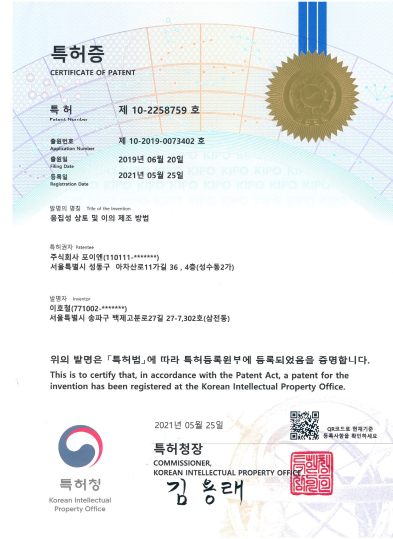 특허증
CERTIFICATE OF PATENT
특 허 제 10-2258759 호
Patent Number
출원번호 제 10-2019-0073402 호
Application Number
출원일 2019년 06월 20일
Filing Date
등록일 2021년 05월 25일
Registration Date
발명의 명칭 Title of the Invention
응집성 상토 및 이의 제조 방법
특허권자 Patentee
주식회사 포이엔(110111-*******)
서울특별시 성동구 아차산로11가길 36 , 4층(성수동2가)
발명자 Inventor
이호철(771002-*******)
서울특별시 송파구 백제고분로27길 27-7,302호(삼전동)
위의 발명은 「특허법」에 따라 특허등록원부에 등록되었음을 증명합니다.
This is to certify that, in accordance with the Patent Act, a patent for the
invention has been registered at the Korean Intellectual Property Office.
2021년 05월 25일
QR코드로 현재기준
등록사항을 확인하세요
특허청장
COMMISSIONER,
KOREAN INTELLECTUAL PROPERTY OFFICE
김용래
특허청
Korean Intellectual
Property Office